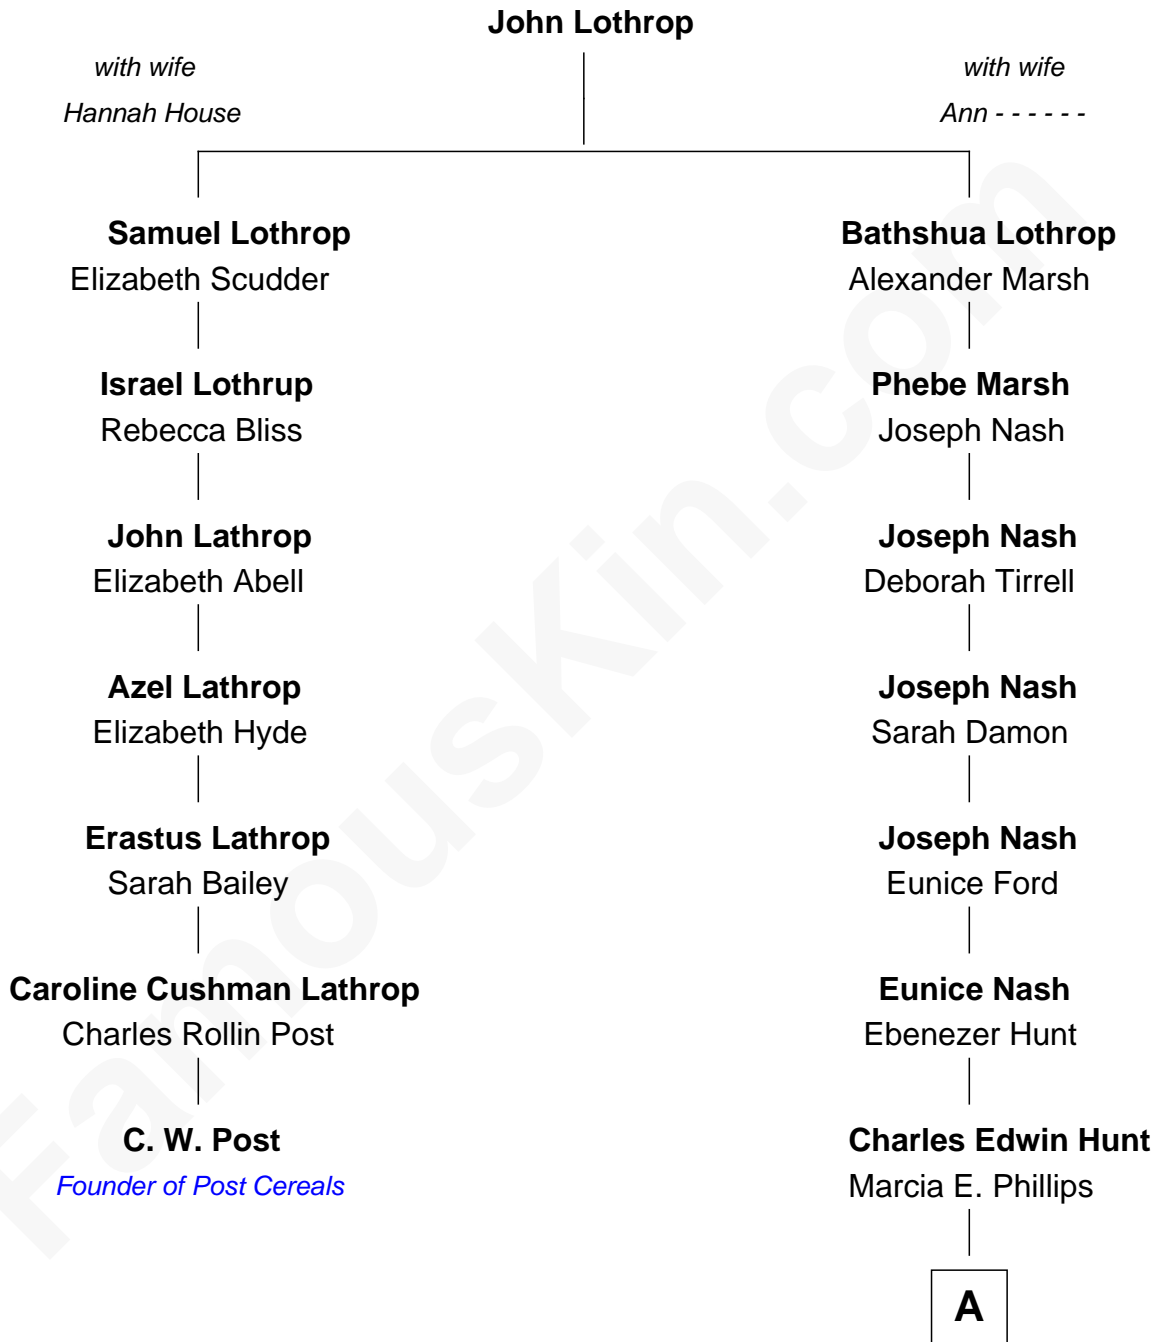 John Lothrop
with wife
Hannah House
with wife
Ann - - - - - -
Samuel Lothrop
Elizabeth Scudder
Bathshua Lothrop
Alexander Marsh
Israel Lothrup
Rebecca Bliss
Phebe Marsh
Joseph Nash
John Lathrop
Elizabeth Abell
Joseph Nash
Deborah Tirrell
Azel Lathrop
Elizabeth Hyde
Joseph Nash
Sarah Damon
Erastus Lathrop
Sarah Bailey
Joseph Nash
Eunice Ford
Caroline Cushman Lathrop
Charles Rollin Post
Eunice Nash
Ebenezer Hunt
C. W. Post
Founder of Post Cereals
Charles Edwin Hunt
Marcia E. Phillips
A
FamousKin.com